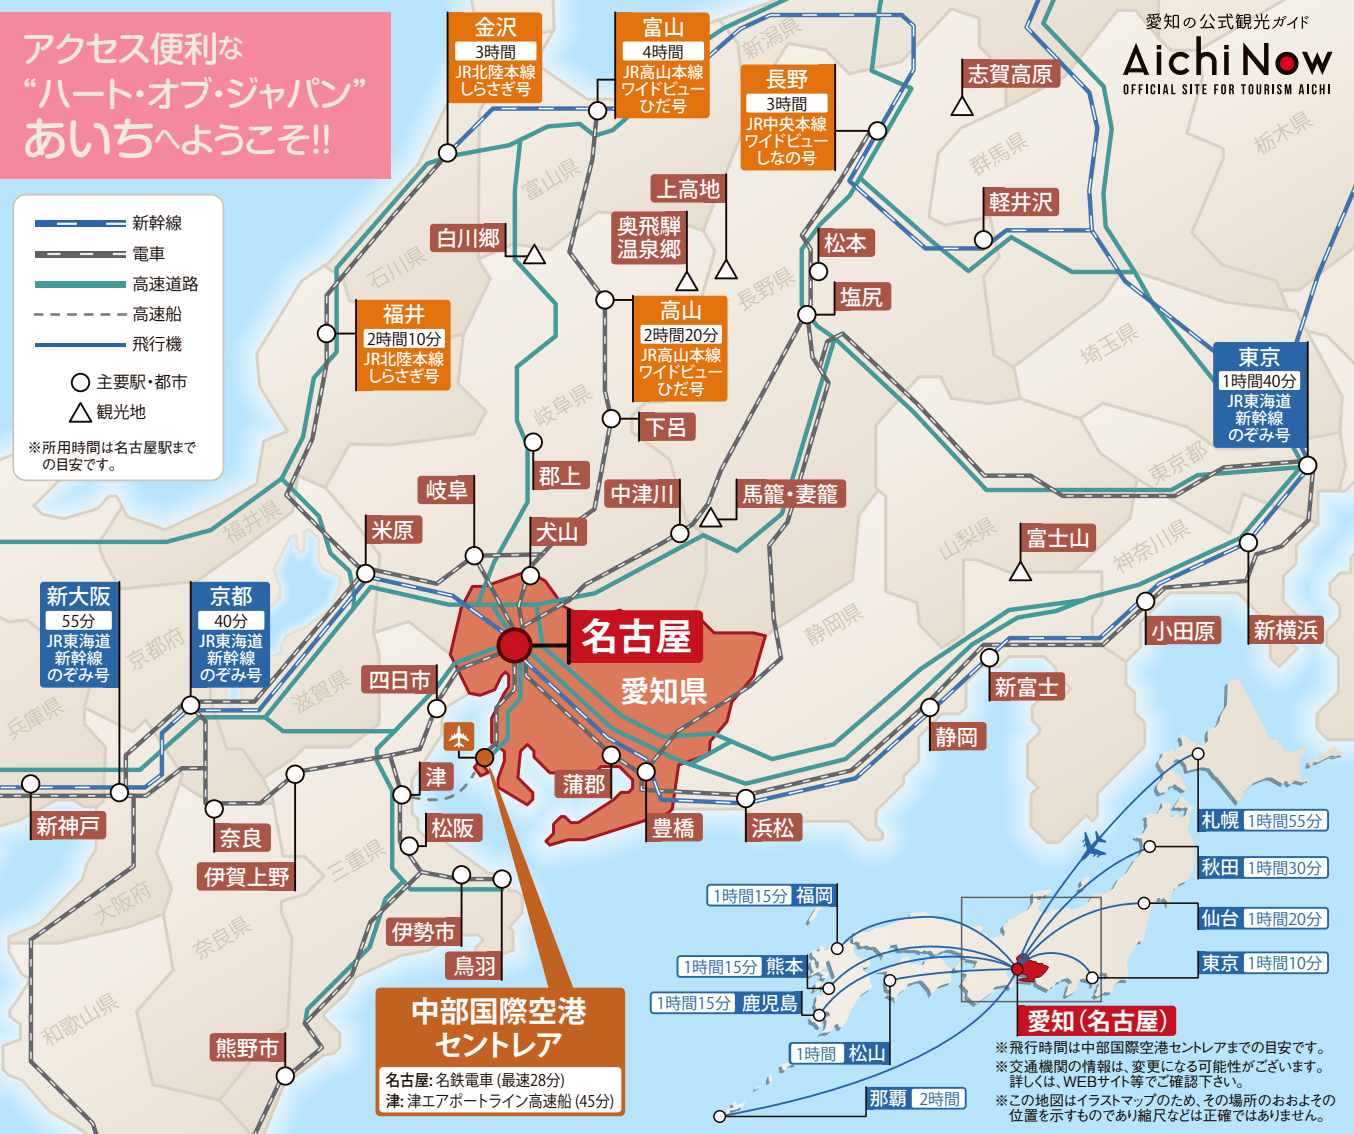 アクセス便利な
“ハート・オブ・ジャパン”
あいちへようこそ!!
愛知の公式観光ガイド
Aichi Now
OFFICIAL SITE FOR TOURISM AICHI
新幹線
電車
高速道路
高速船
飛行機
主要駅・都市
観光地
※所用時間は名古屋駅まで
の目安です。
金沢
3時間
JR北陸本線
しらさぎ号
富山
4時間
JR高山本線
ワイドビュー
ひだ号
長野
3時間
JR中央本線
ワイドビュー
しなの号
志賀高原
新潟県
栃木県
群馬県
富山県
上高地
軽井沢
白川郷
奥飛騨
温泉郷
松本
石川県
長野県
塩尻
福井
2時間10分
JR北陸本線
しらさぎ号
高山
2時間20分
JR高山本線
ワイドビュー
ひだ号
埼玉県
東京
1時間40分
JR東海道
新幹線
のぞみ号
岐阜県
下呂
東京都
郡上
岐阜
中津川
馬籠・妻籠
福井県
米原
犬山
山梨県
富士山
神奈川県
新大阪
55分
JR東海道
新幹線
のぞみ号
京都
40分
JR東海道
新幹線
のぞみ号
京都府
名古屋
愛知県
静岡県
小田原
新横浜
四日市
滋賀県
新富士
兵庫県
静岡
津
蒲郡
新神戸
奈良
松阪
豊橋
浜松
伊賀上野
三重県
大阪府
奈良県
伊勢市
鳥羽
和歌山県
熊野市
中部国際空港
セントレア
名古屋: 名鉄電車 (最速28分)
津: 津エアポートライン高速船 (45分)
札幌 1時間55分
秋田 1時間30分
仙台 1時間20分
東京 1時間10分
1時間15分 福岡
1時間15分 熊本
1時間15分 鹿児島
1時間 松山
那覇 2時間
愛知(名古屋)
※飛行時間は中部国際空港セントレアまでの目安です。
※交通機関の情報は、変更になる可能性がございます。
詳しくは、WEBサイト等でご確認下さい。
※この地図はイラストマップのため、その場所のおおよその
位置を示すものであり縮尺などは正確ではありません。